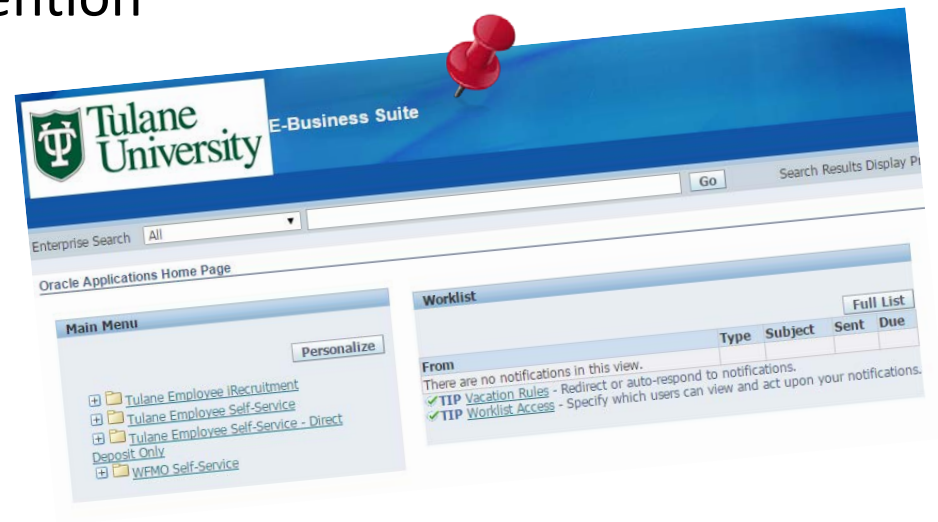 Tulane
University
E-Business Suite
Enterprise Search All Go Search Results Display
Oracle Applications Home Page
Main Menu
Personalize
Tulane Employee iRecruitment
Tulane Employee Self-Service
Tulane Employee Self-Service - Direct
Deposit Only
WFMO Self-Service
Worklist
Full List
From Type Subject Sent Due
There are no notifications in this view.
TIP Vacation Rules - Redirect or auto-respond to notifications.
TIP Worklist Access - Specify which users can view and act upon your notifications.